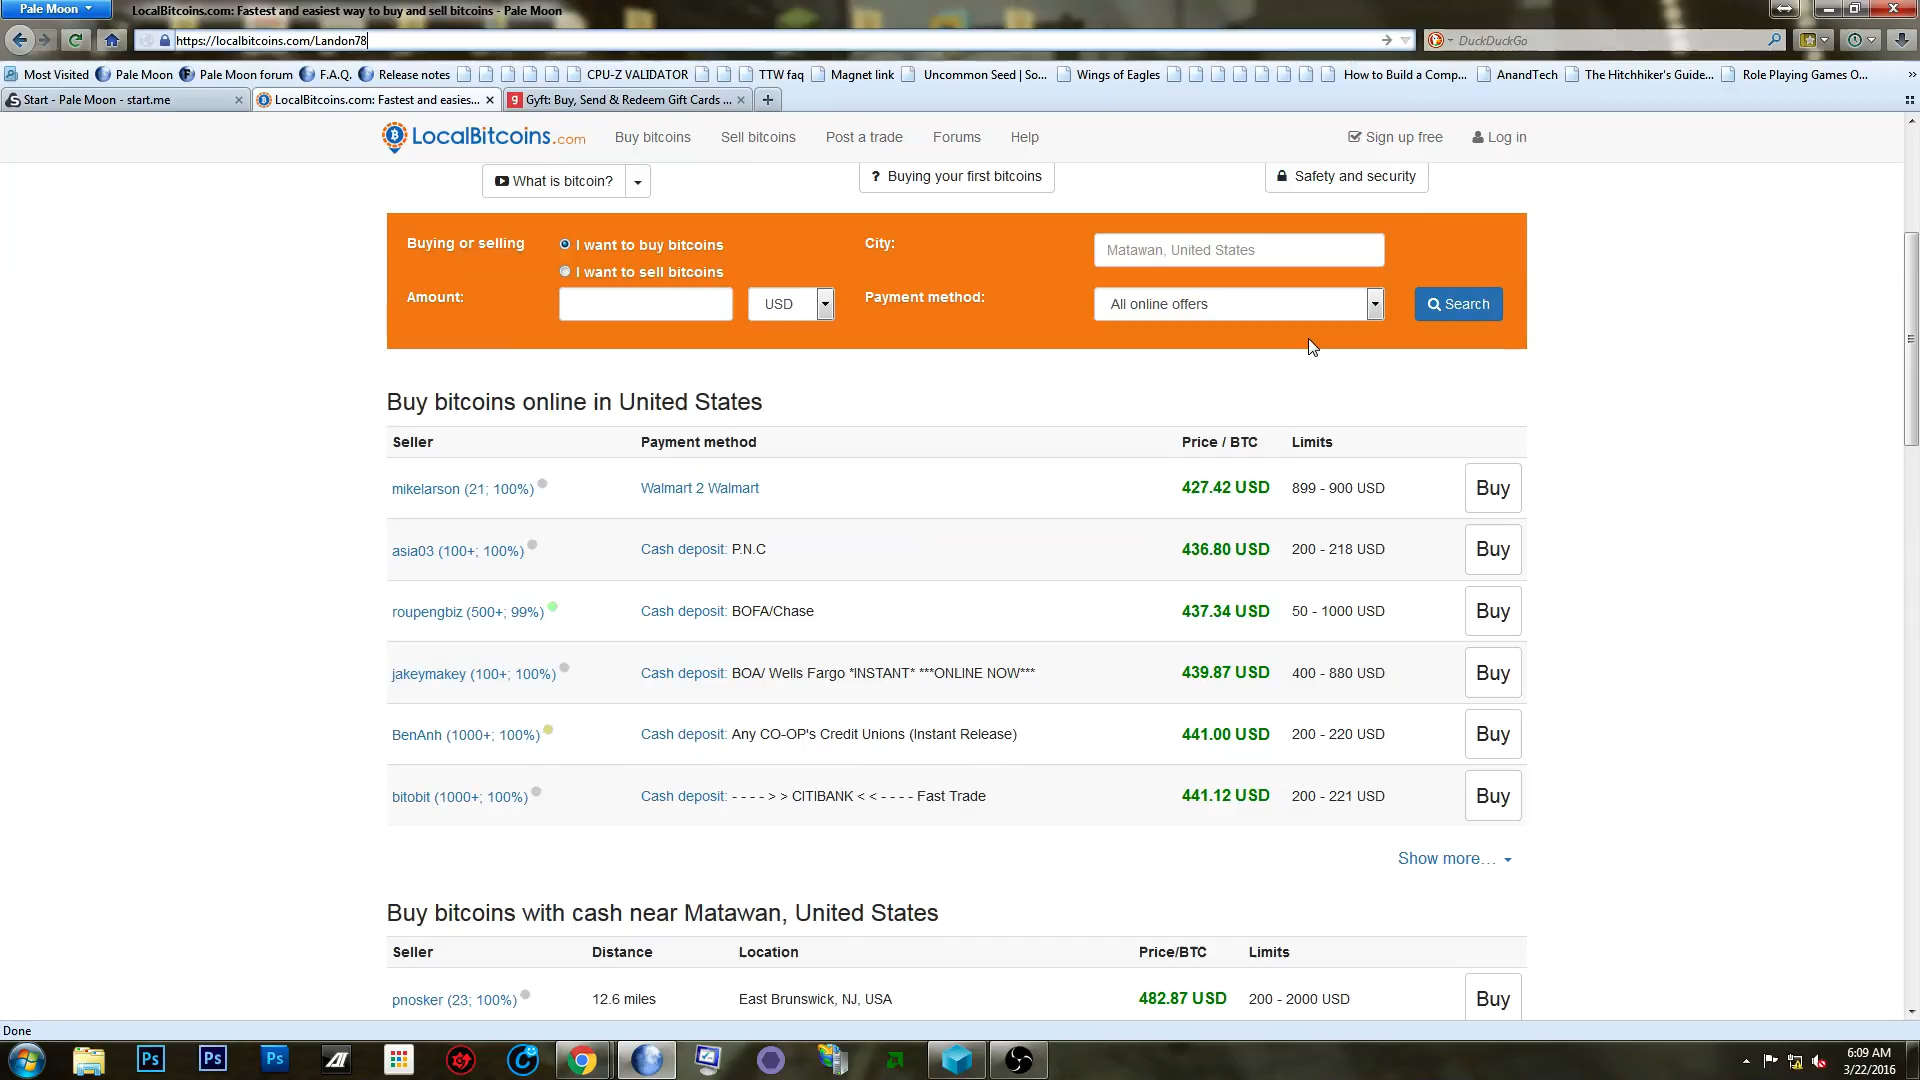 Pale Moon
LocalBitcoins.com: Fastest and easiest way to buy and sell bitcoins - Pale Moon
https://localbitcoins.com/Landon78
DuckDuckGo
Most Visited Pale Moon Pale Moon forum F.A.Q. Release notes CPU-Z VALIDATOR TTW faq Magnet link Uncommon Seed | So... Wings of Eagles How to Build a Comp... AnandTech The Hitchhiker's Guide... Role Playing Games O... »
Start - Pale Moon - start.me LocalBitcoins.com: Fastest and easies... g Gyft: Buy, Send & Redeem Gift Cards ...
LocalBitcoins.com Buy bitcoins Sell bitcoins Post a trade Forums Help Sign up free Log in
What is bitcoin? ? Buying your first bitcoins Safety and security
Buying or selling I want to buy bitcoins City: Matawan, United States
I want to sell bitcoins
Amount: USD Payment method: All online offers Search
Buy bitcoins online in United States
Seller Payment method Price / BTC Limits
mikelarson (21; 100%) Walmart 2 Walmart 427.42 USD 899 - 900 USD Buy
asia03 (100+; 100%) Cash deposit: P.N.C 436.80 USD 200 - 218 USD Buy
roupengbiz (500+; 99%) Cash deposit: BOFA/Chase 437.34 USD 50 - 1000 USD Buy
jakeymakey (100+; 100%) Cash deposit: BOA/ Wells Fargo *INSTANT* ***ONLINE NOW*** 439.87 USD 400 - 880 USD Buy
BenAnh (1000+; 100%) Cash deposit: Any CO-OP's Credit Unions (Instant Release) 441.00 USD 200 - 220 USD Buy
bitobit (1000+; 100%) Cash deposit: - - - - > > CITIBANK < < - - - - Fast Trade 441.12 USD 200 - 221 USD Buy
Show more...
Buy bitcoins with cash near Matawan, United States
Seller Distance Location Price/BTC Limits
pnosker (23; 100%) 12.6 miles East Brunswick, NJ, USA 482.87 USD 200 - 2000 USD Buy
Done
Ps Ps Ps
6:09 AM
3/22/2016